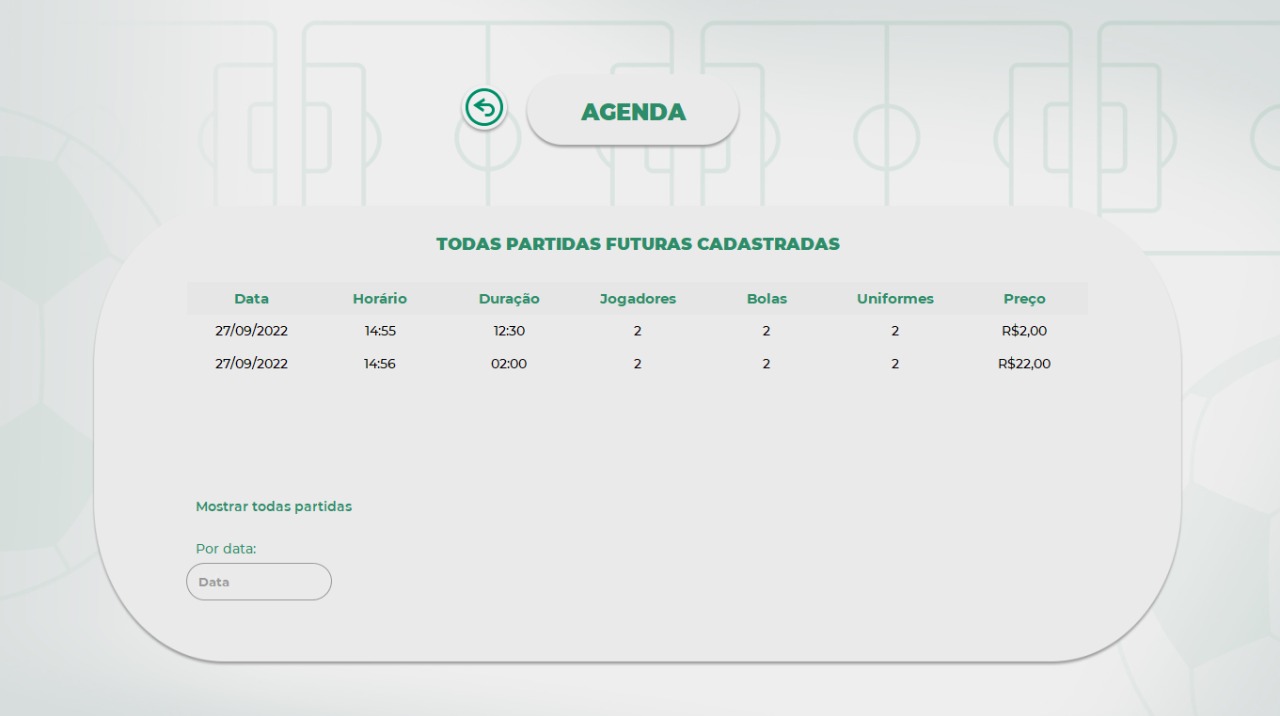 AGENDA
TODAS PARTIDAS FUTURAS CADASTRADAS
Data Horário Duração Jogadores Bolas Uniformes Preço
27/09/2022 14:55 12:30 2 2 2 R$2,00
27/09/2022 14:56 02:00 2 2 2 R$22,00
Mostrar todas partidas
Por data:
Data